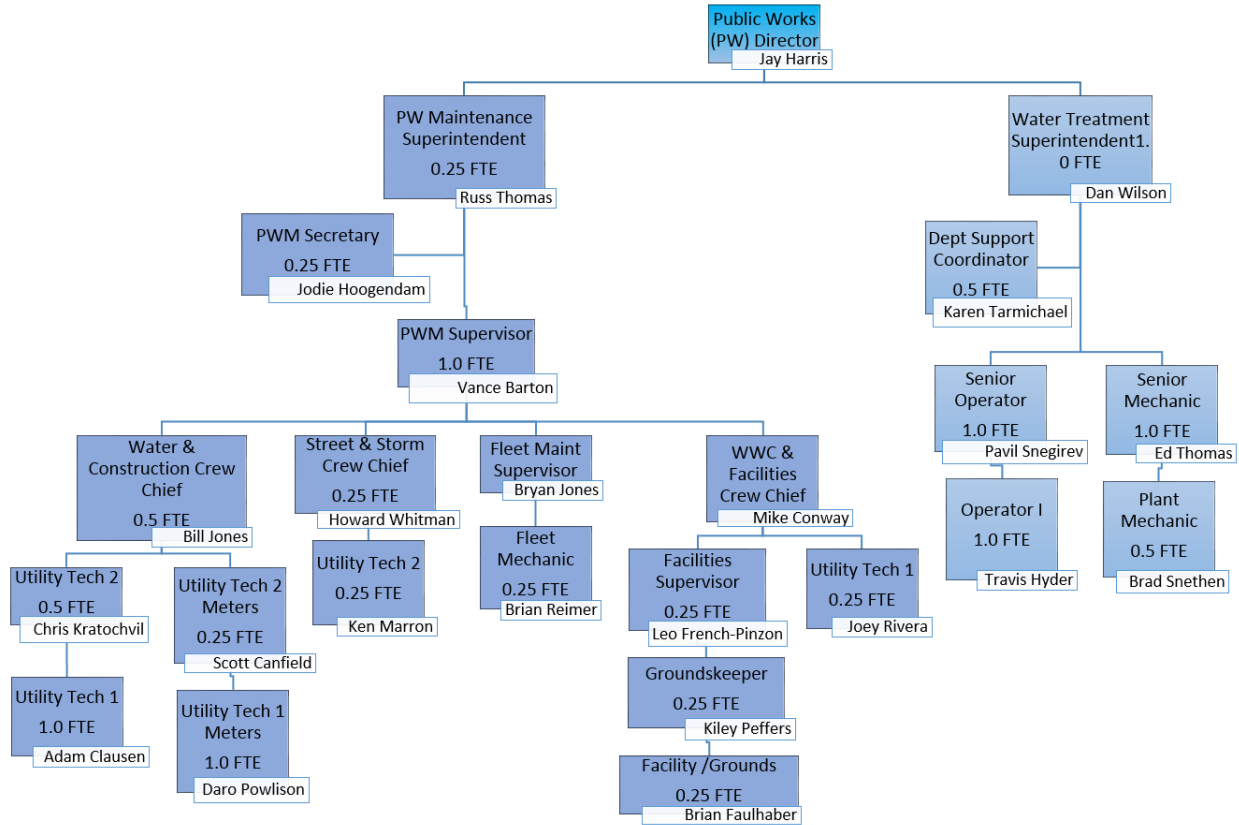 Public Works
(PW) Director
Jay Harris
PW Maintenance
Superintendent
0.25 FTE
Russ Thomas
Water Treatment
Superintendent1.
0 FTE
Dan Wilson
PWM Secretary
0.25 FTE
Jodie Hoogendam
Dept Support
Coordinator
0.5 FTE
Karen Tarmichael
PWM Supervisor
1.0 FTE
Vance Barton
Senior
Operator
1.0 FTE
Pavil Snegirev
Senior
Mechanic
1.0 FTE
Ed Thomas
Water &
Construction Crew
Chief
0.5 FTE
Bill Jones
Street & Storm
Crew Chief
0.25 FTE
Howard Whitman
Fleet Maint
Supervisor
Bryan Jones
WWC &
Facilities
Crew Chief
Mike Conway
Operator I
1.0 FTE
Travis Hyder
Plant
Mechanic
0.5 FTE
Brad Snethen
Utility Tech 2
0.5 FTE
Chris Kratochvil
Utility Tech 2
Meters
0.25 FTE
Scott Canfield
Utility Tech 2
0.25 FTE
Ken Marron
Fleet
Mechanic
0.25 FTE
Brian Reimer
Facilities
Supervisor
0.25 FTE
Leo French-Pinzon
Utility Tech 1
0.25 FTE
Joey Rivera
Utility Tech 1
1.0 FTE
Adam Clausen
Utility Tech 1
Meters
1.0 FTE
Daro Powlison
Groundskeeper
0.25 FTE
Kiley Peffers
Facility /Grounds
0.25 FTE
Brian Faulhaber